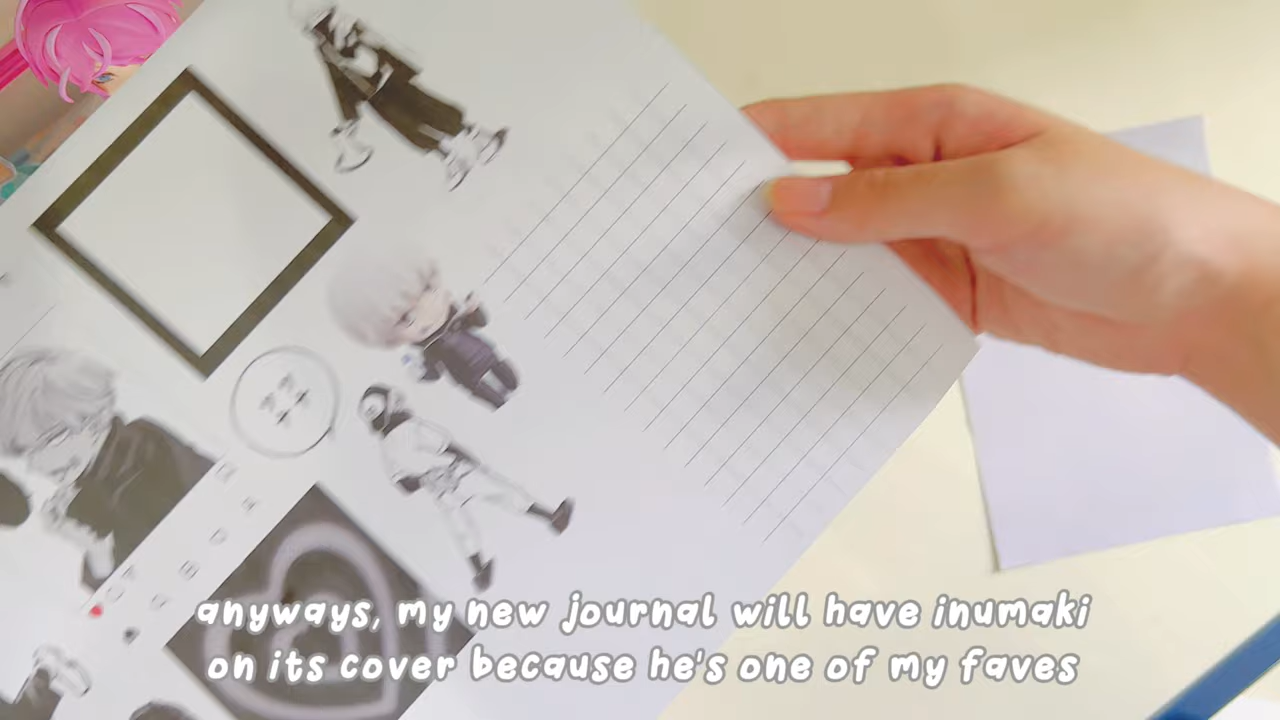 anyways, my new journal will have inumaki
on its cover because he's one of my faves